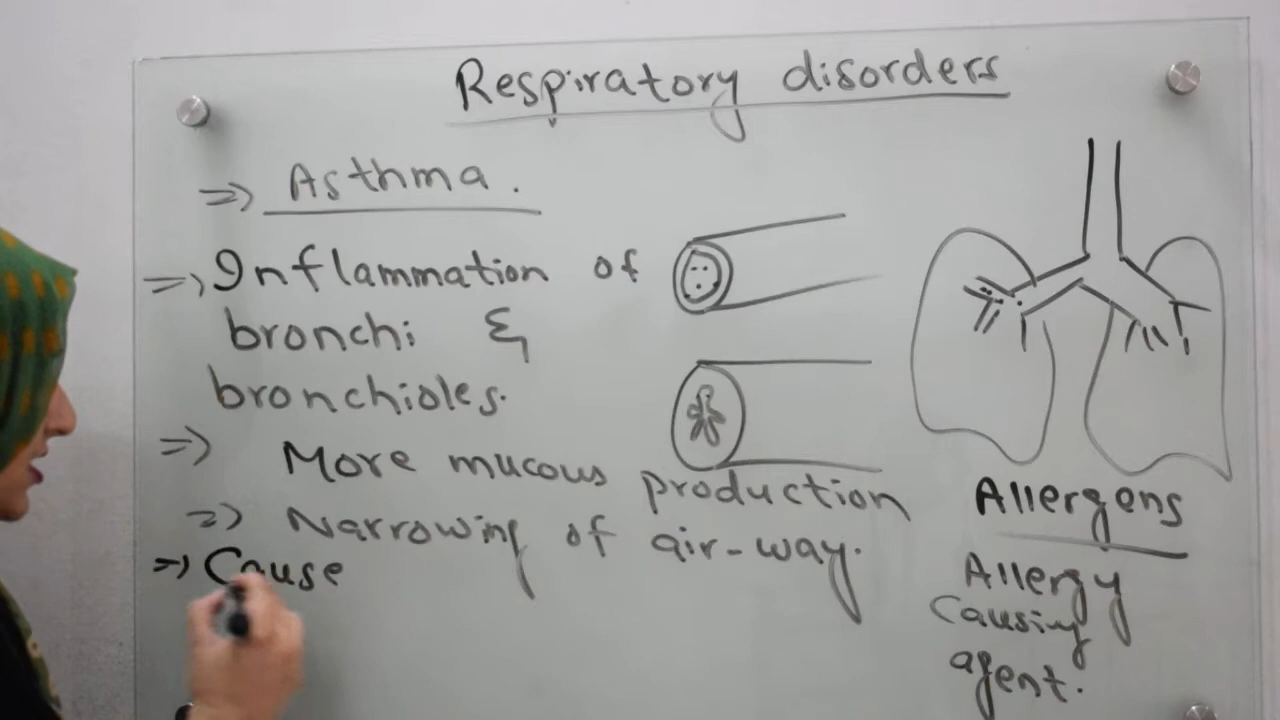 Respiratory disorders
=> Asthma.
=> Inflammation of
bronchi &
bronchioles.
=> More mucous production
=> Narrowing of air-way.
=> Cause
Allergens
Allergy
Causing
agent.